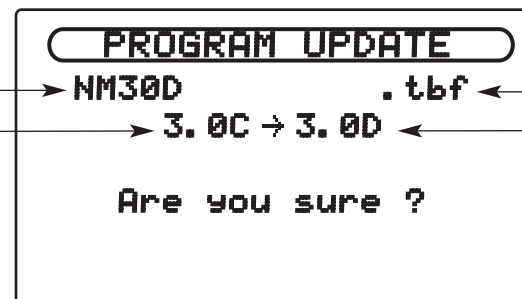 PROGRAM UPDATE
NM30D .tbf
3.0C → 3.0D
Are you sure ?